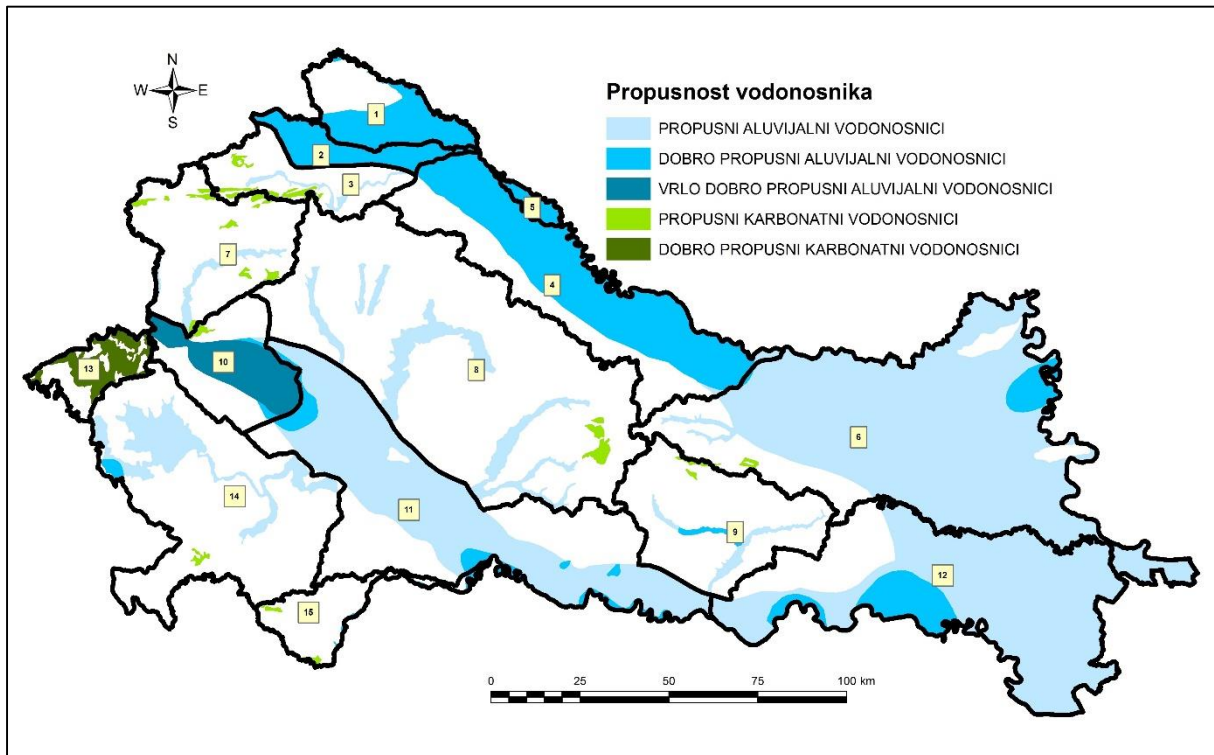 N
W E
S
Propusnost vodonosnika
PROPUSNI ALUVIJALNI VODONOSNICI
DOBRO PROPUSNI ALUVIJALNI VODONOSNICI
VRLO DOBRO PROPUSNI ALUVIJALNI VODONOSNICI
PROPUSNI KARBONATNI VODONOSNICI
DOBRO PROPUSNI KARBONATNI VODONOSNICI
1
2
3
5
7
4
10
13
8
6
14
11
9
12
15
0 25 50 75 100 km